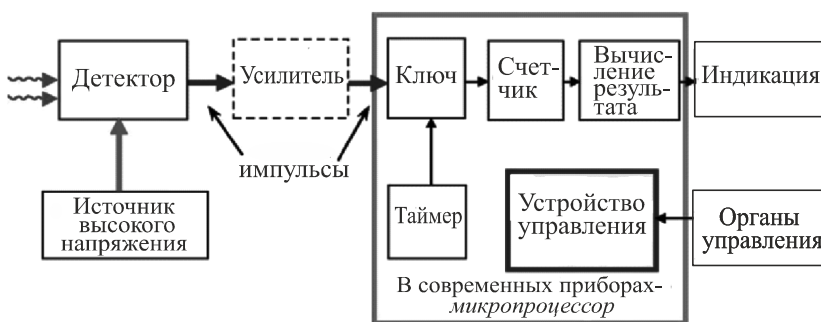 Детектор
Усилитель
Ключ
Счет-
чик
Вычис-
ление
резуль-
тата
Индикация
импульсы
Источник
высокого
напряжения
Таймер
Устройство
управления
Органы
управления
В современных приборах-
микропроцессор